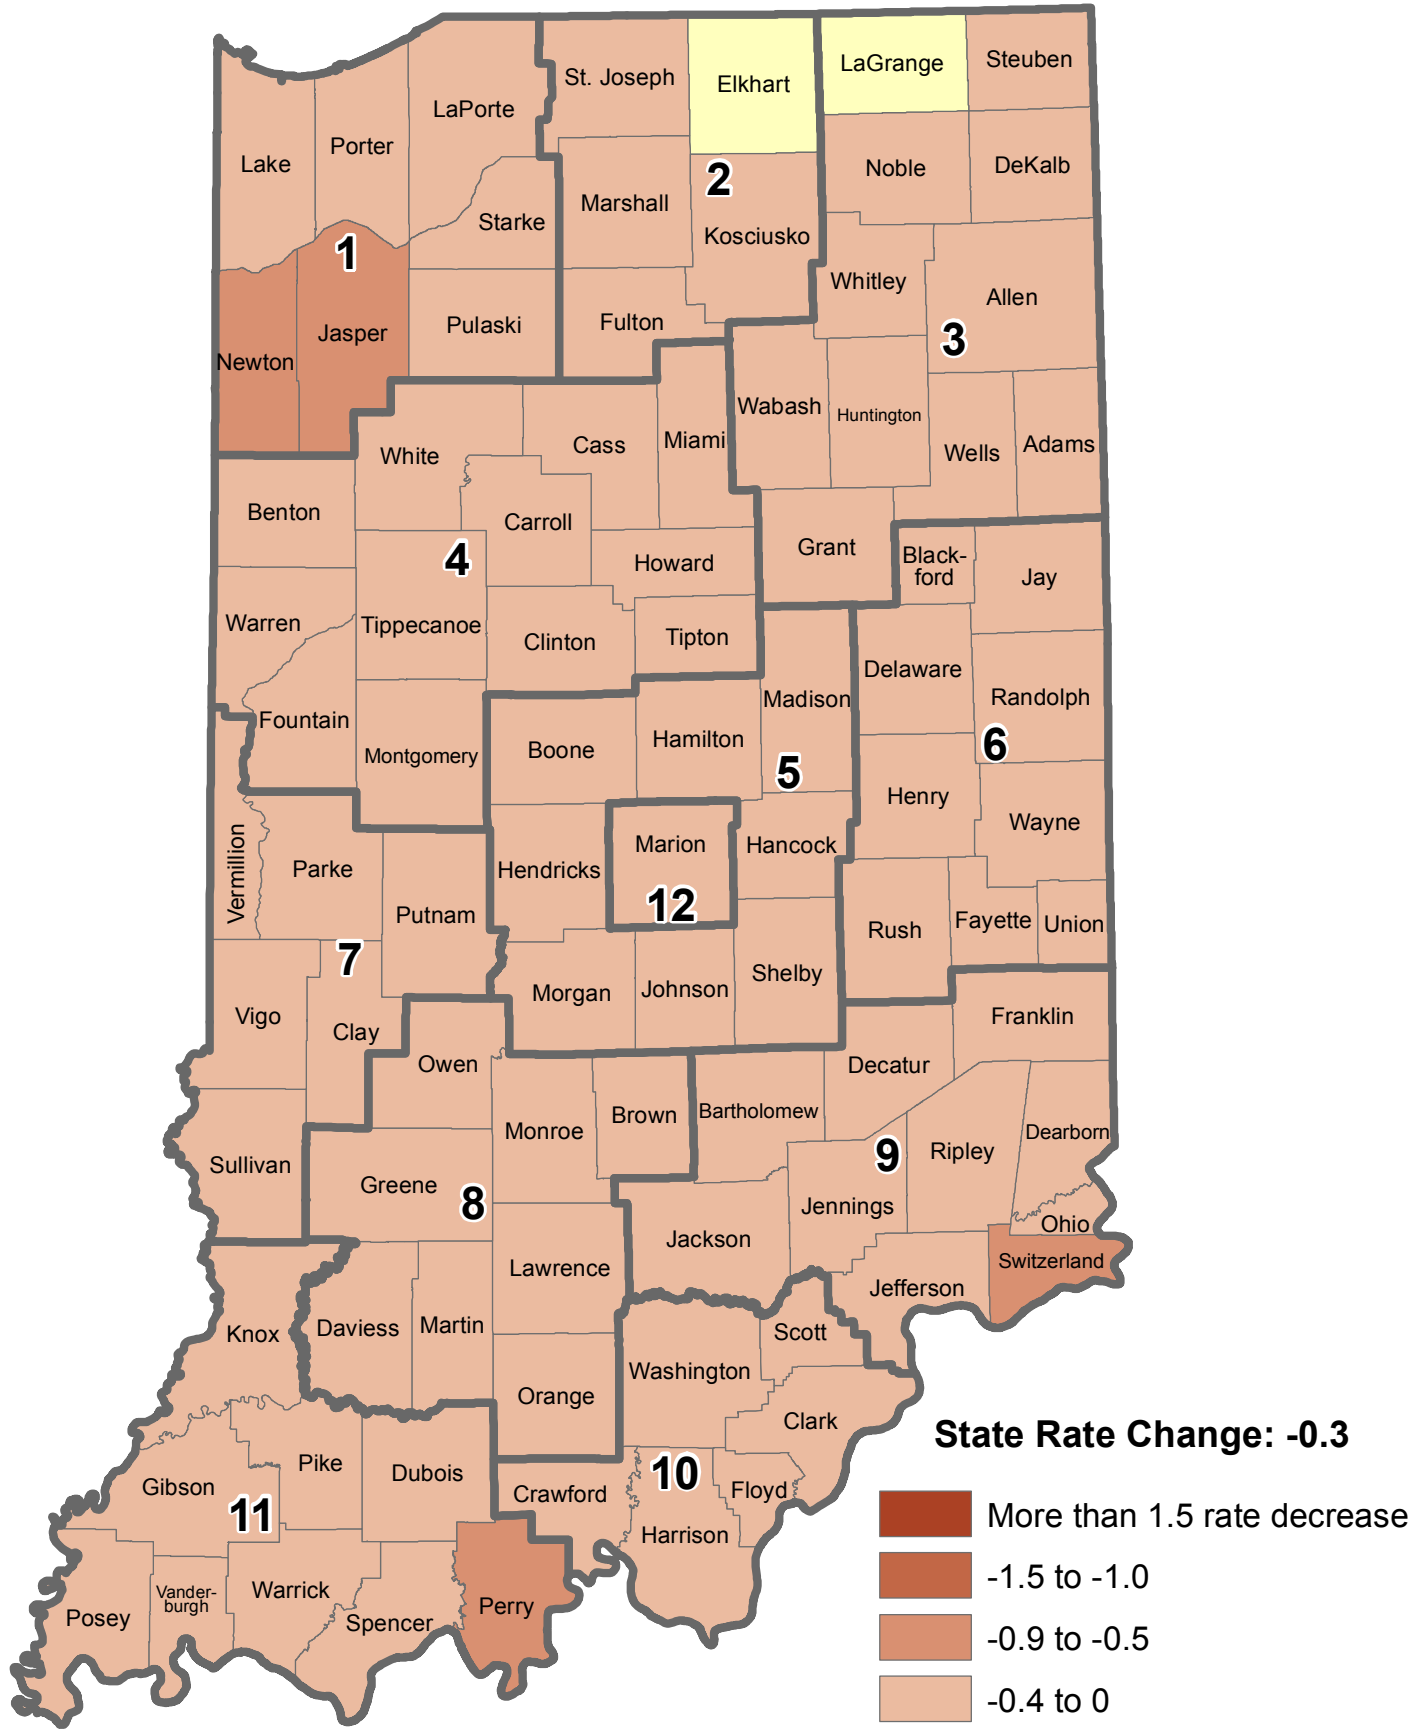 Steuben
LaGrange
St. Joseph
Elkhart
LaPorte
Porter
Lake
Noble
DeKalb
2
Marshall
Starke
Kosciusko
1
Whitley
Allen
Jasper
Pulaski
Fulton
3
Newton
Wabash
Huntington
Miami
Cass
White
Wells
Adams
Benton
Carroll
Grant
4
Howard
Black-
ford
Jay
Warren
Tippecanoe
Clinton
Tipton
Delaware
Madison
Randolph
Fountain
Hamilton
6
Montgomery
Boone
5
Henry
Wayne
Marion
Hancock
Vermillion
Parke
Hendricks
12
Putnam
Rush
Fayette
Union
7
Shelby
Morgan
Johnson
Vigo
Clay
Franklin
Owen
Decatur
Monroe
Brown
Bartholomew
Dearborn
9
Ripley
Sullivan
Greene
8
Jennings
Ohio
Jackson
Lawrence
Switzerland
Jefferson
Knox
Daviess
Martin
Scott
Washington
Orange
Clark
State Rate Change: -0.3
Pike
Dubois
10
Gibson
Crawford
Floyd
11
Harrison
More than 1.5 rate decrease
-1.5 to -1.0
Warrick
Vander-
burgh
Perry
Posey
Spencer
-0.9 to -0.5
-0.4 to 0